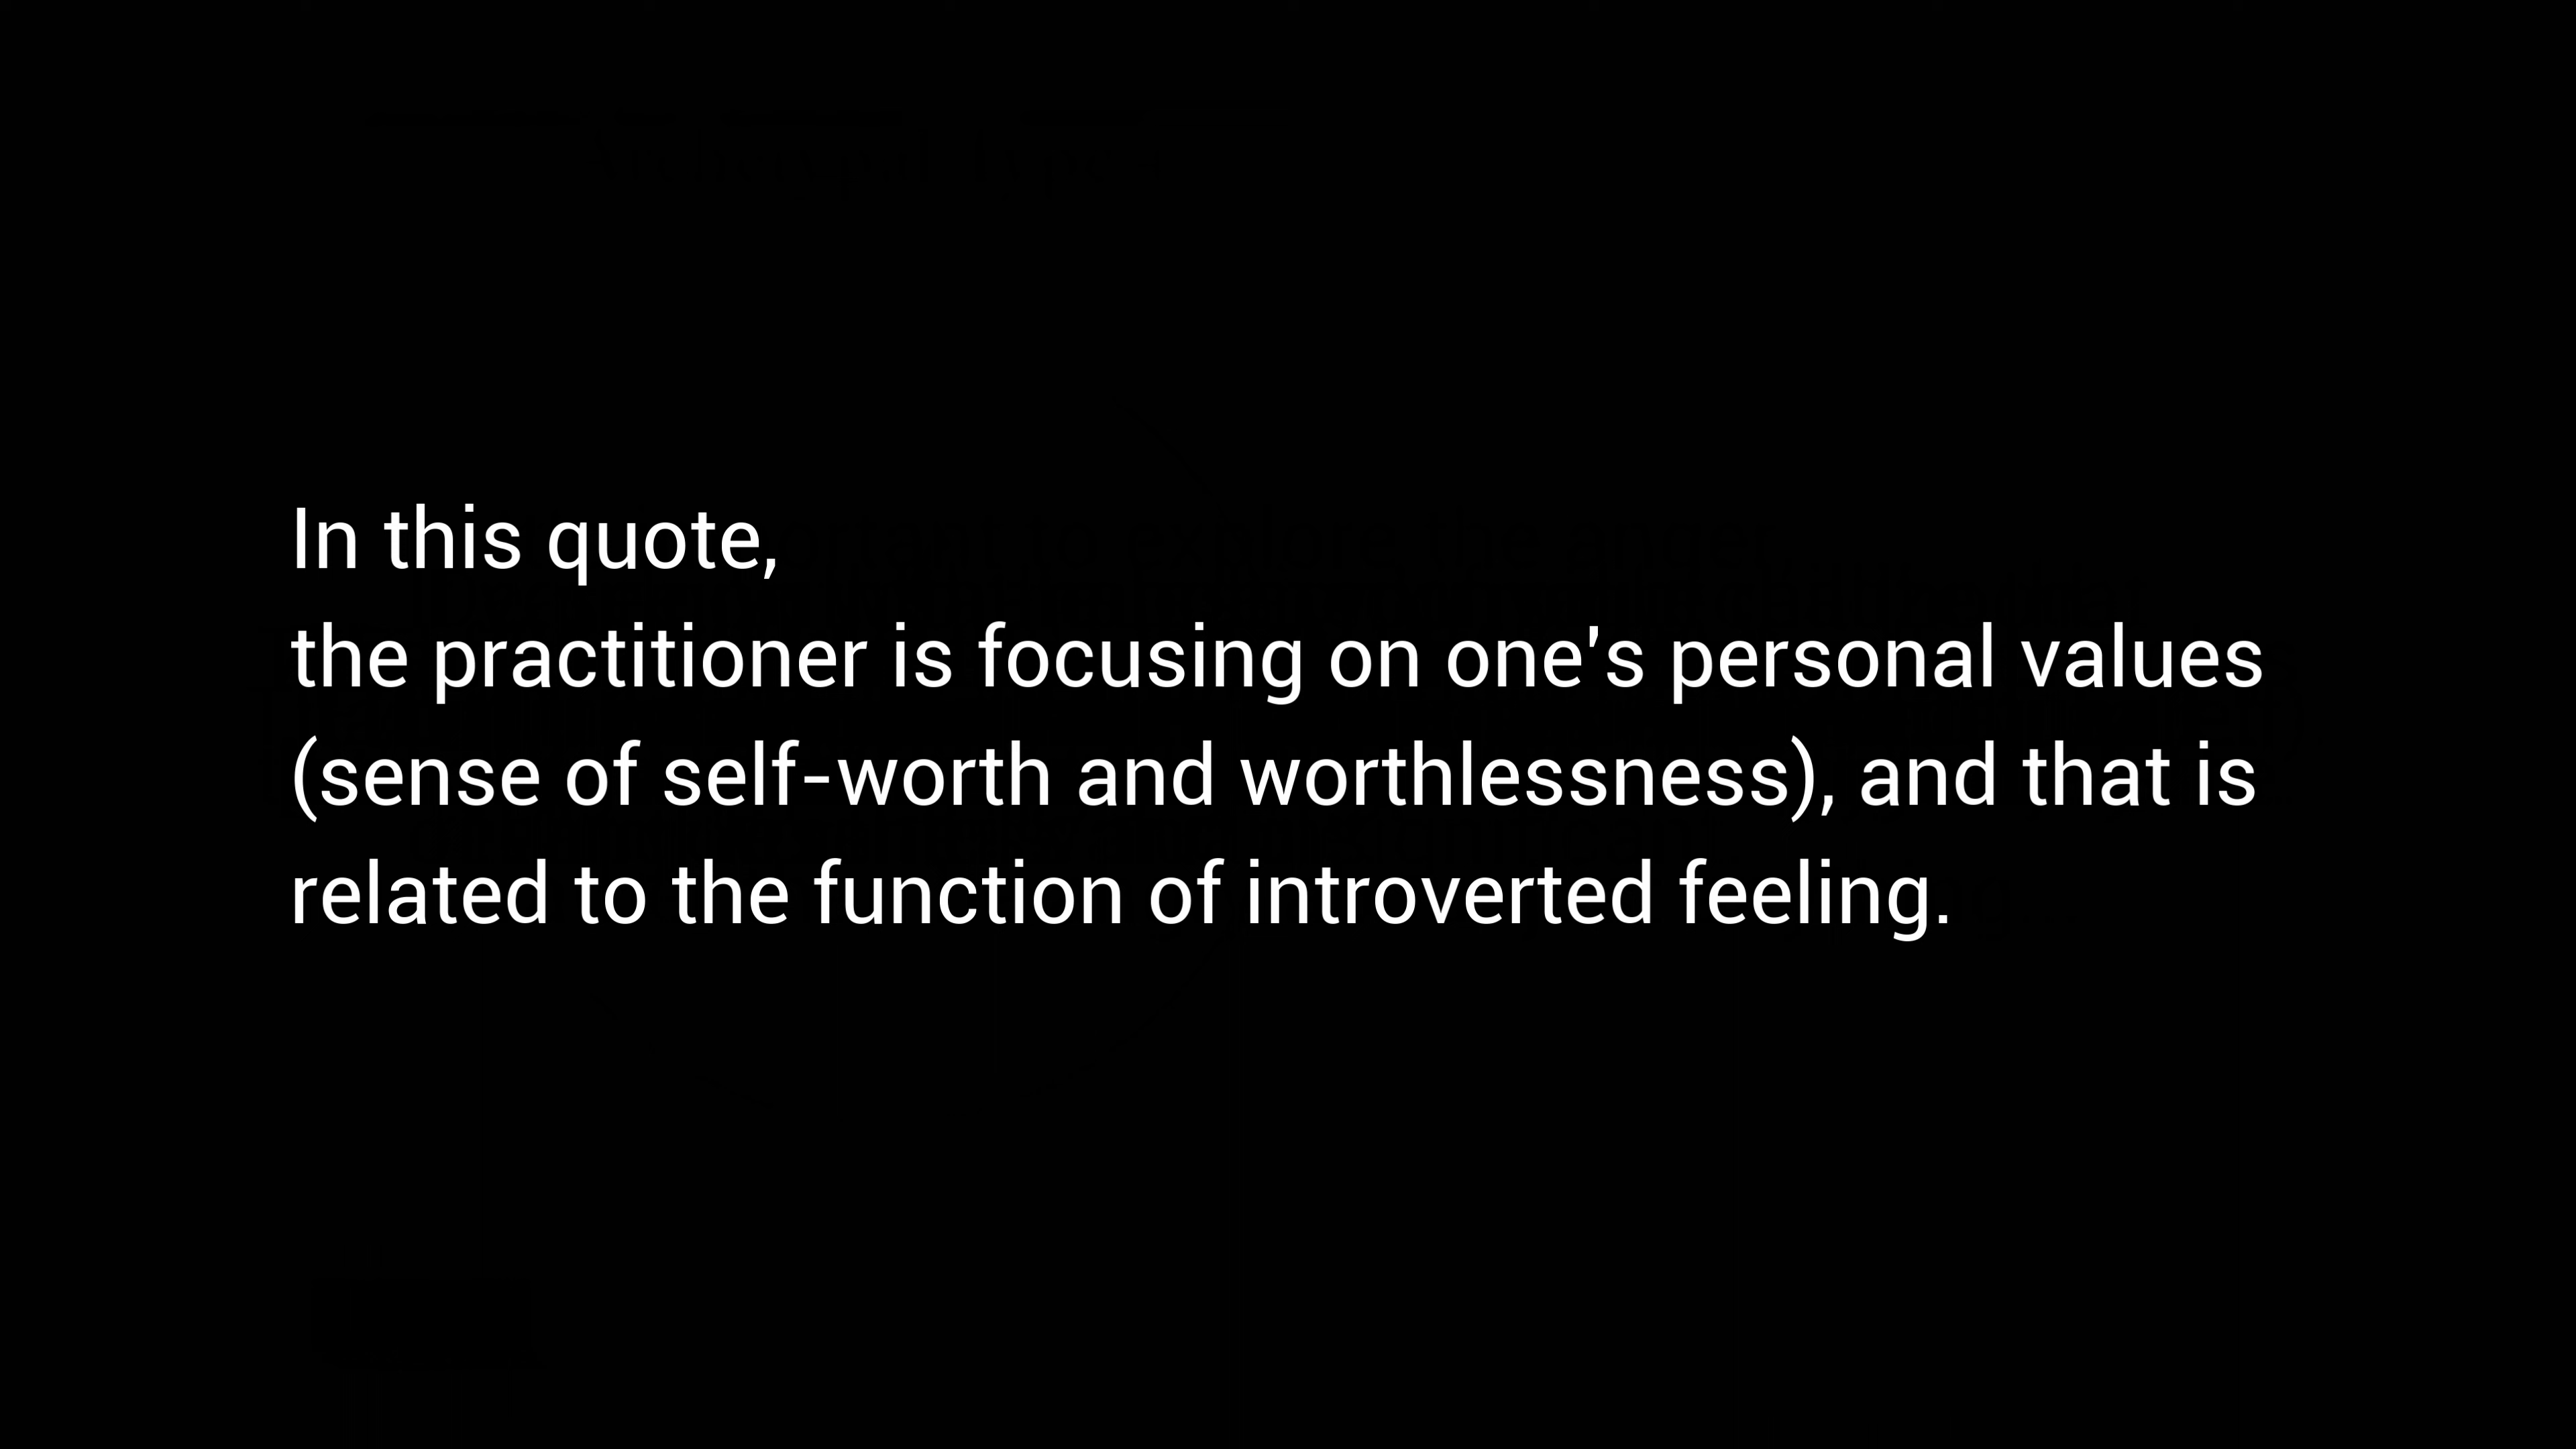 In this quote,
the practitioner is focusing on one's personal values
(sense of self-worth and worthlessness), and that is
related to the function of introverted feeling.